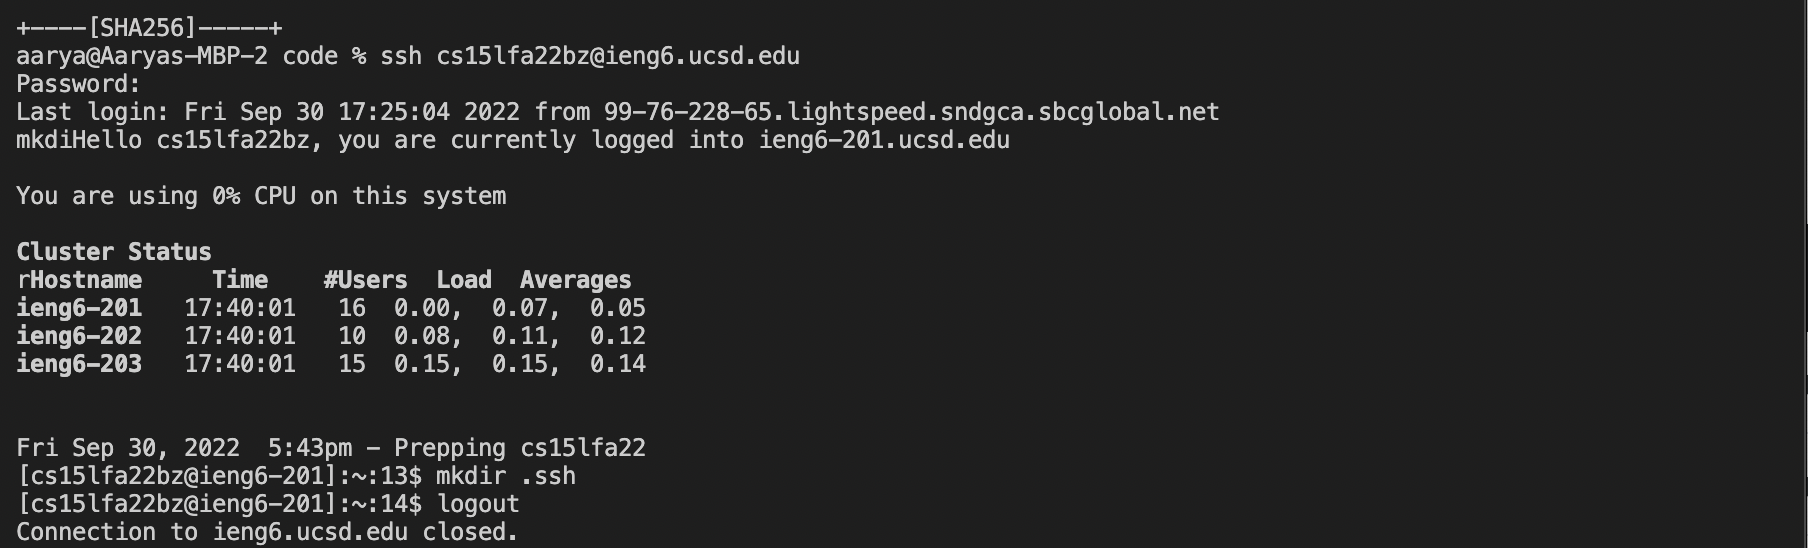 +----[SHA256]-----+
aarya@Aaryas-MBP-2 code % ssh cs15lfa22bz@ieng6.ucsd.edu
Password:
Last login: Fri Sep 30 17:25:04 2022 from 99-76-228-65.lightspeed.sndgca.sbcglobal.net
mkdiHello cs15lfa22bz, you are currently logged into ieng6-201.ucsd.edu
You are using 0% CPU on this system
Cluster Status
rHostname     Time    #Users  Load  Averages
ieng6-201   17:40:01   16  0.00,  0.07,  0.05
ieng6-202   17:40:01   10  0.08,  0.11,  0.12
ieng6-203   17:40:01   15  0.15,  0.15,  0.14
Fri Sep 30, 2022  5:43pm - Prepping cs15lfa22
[cs15lfa22bz@ieng6-201]:~:13$ mkdir .ssh
[cs15lfa22bz@ieng6-201]:~:14$ logout
Connection to ieng6.ucsd.edu closed.